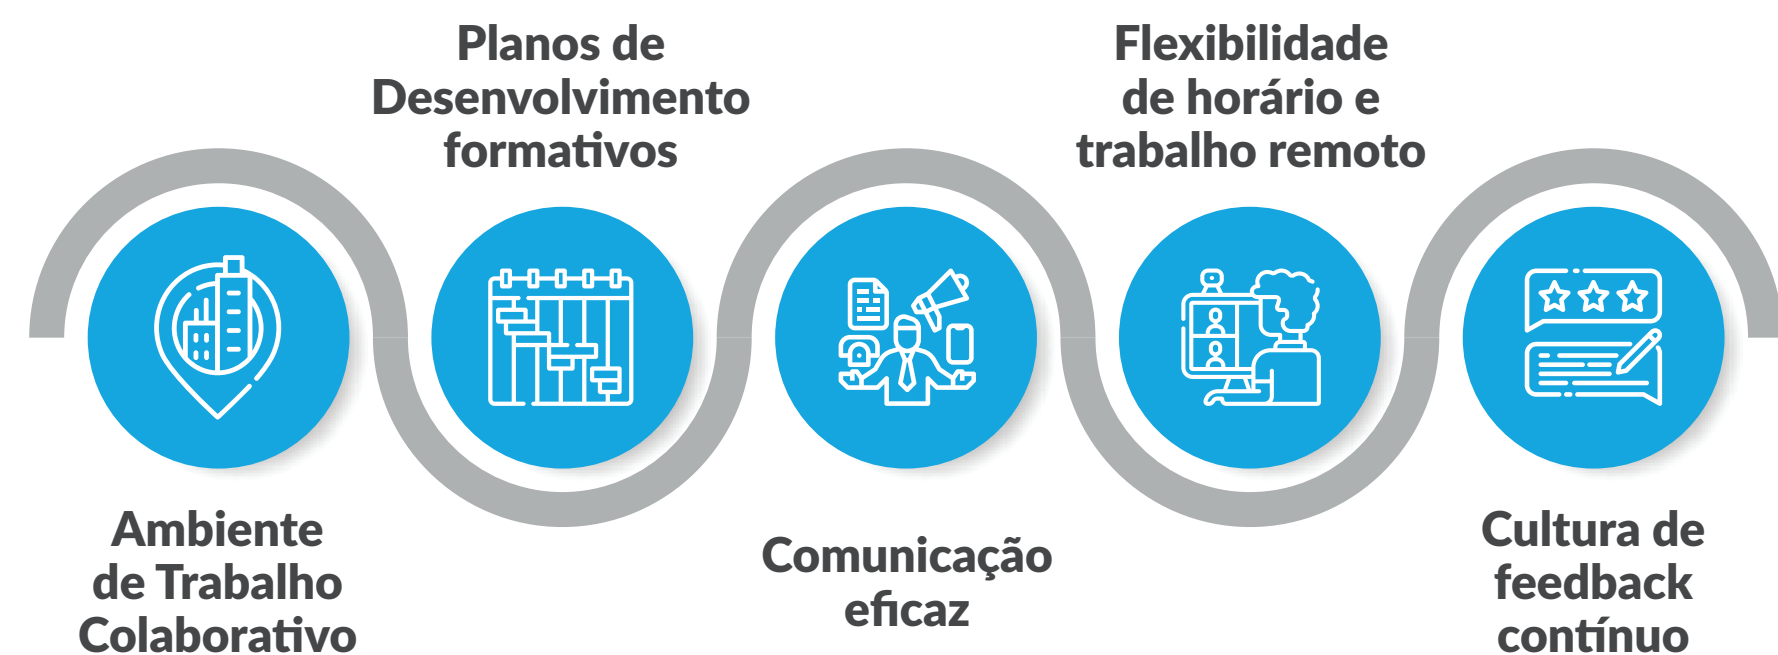 Ambiente
de Trabalho
Colaborativo
Planos de
Desenvolvimento
formativos
Comunicação
eficaz
Flexibilidade
de horário e
trabalho remoto
Cultura de
feedback
contínuo